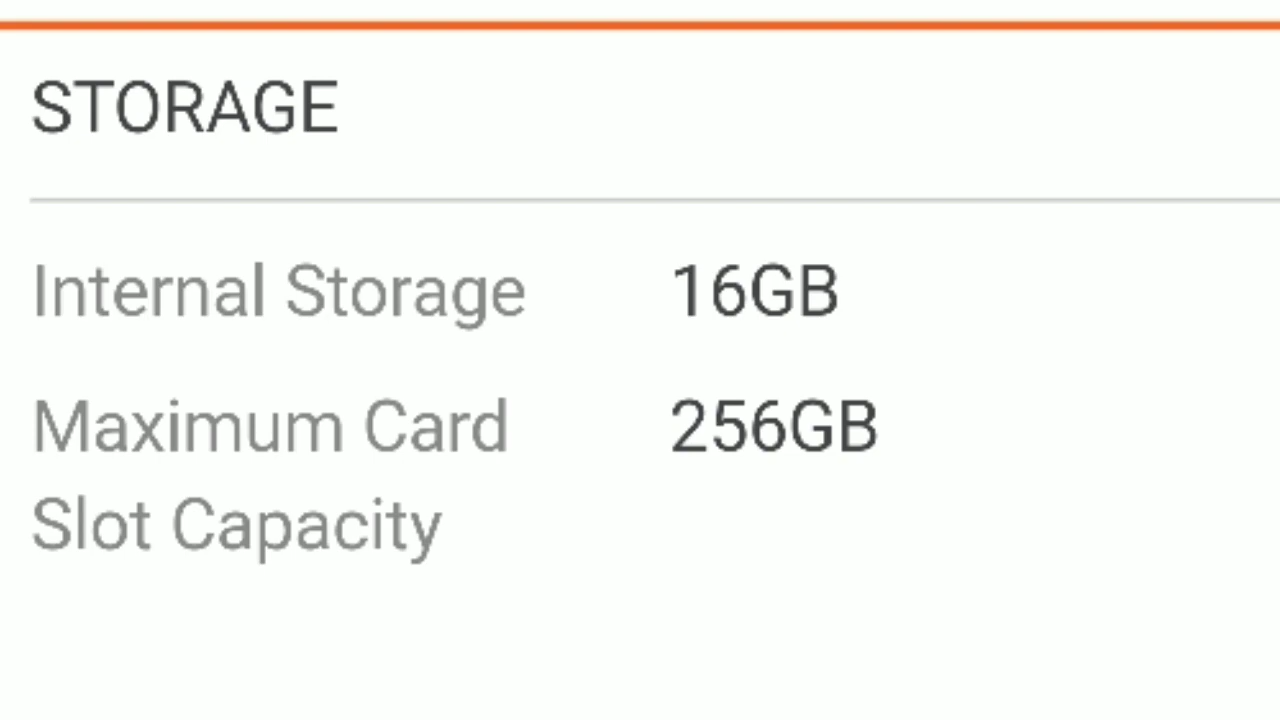 STORAGE
Internal Storage 16GB
Maximum Card 256GB
Slot Capacity